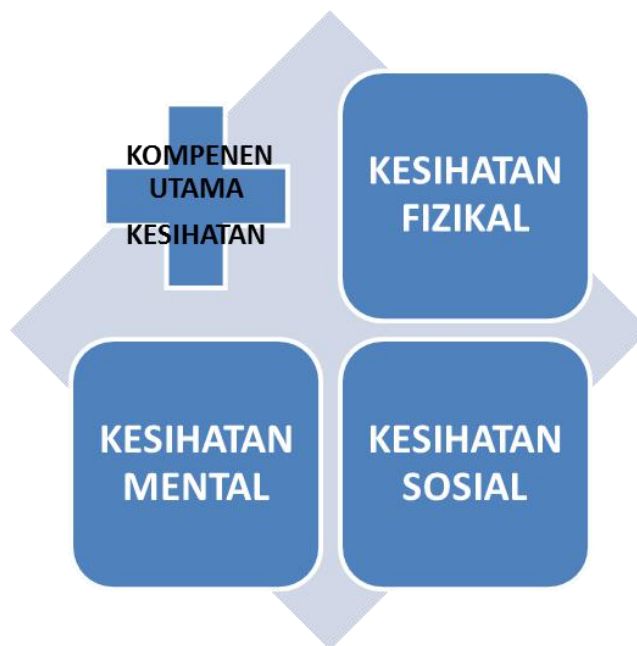 KOMPENEN
UTAMA
KESIHATAN
KESIHATAN
FIZIKAL
KESIHATAN
MENTAL
KESIHATAN
SOSIAL